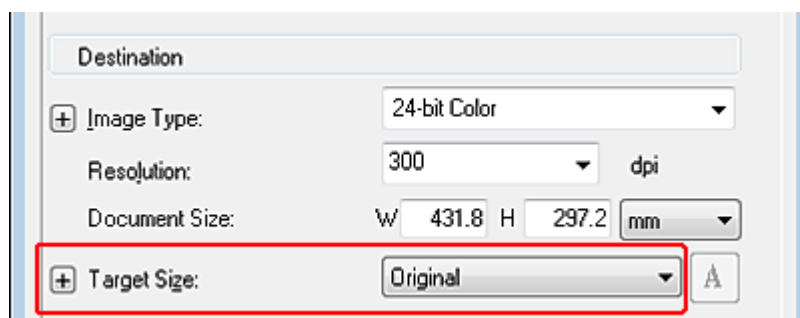 Destination
Image Type: 24-bit Color
Resolution: 300 dpi
Document Size: W 431.8 H 297.2 mm
Target Size: Original A